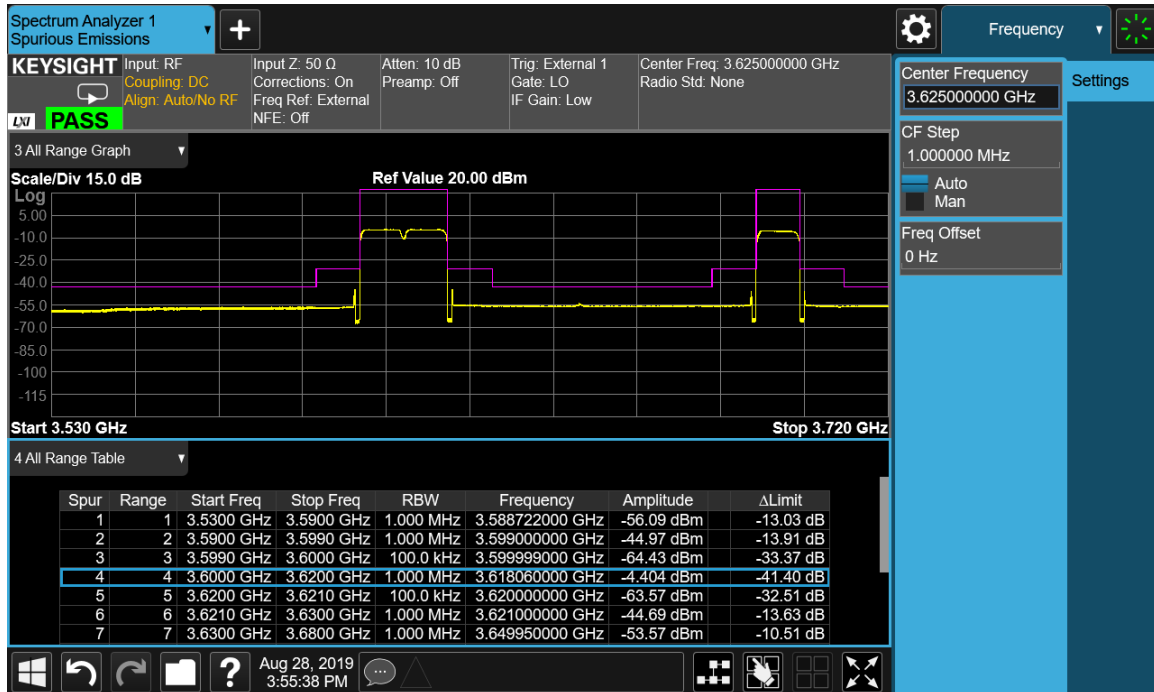 Spectrum Analyzer 1
Spurious Emissions
Frequency
KEYSIGHT
LXI
PASS
Input: RF
Coupling: DC
Align: Auto/No RF
Input Z: 50 Ω
Corrections: On
Freq Ref: External
NFE: Off
Atten: 10 dB
Preamp: Off
Trig: External 1
Gate: LO
IF Gain: Low
Center Freq: 3.625000000 GHz
Radio Std: None
Center Frequency
3.625000000 GHz
Settings
CF Step
1.000000 MHz
Auto
Man
Freq Offset
0 Hz
3 All Range Graph
Scale/Div 15.0 dB Ref Value 20.00 dBm
Log
5.00
-10.0
-25.0
-40.0
-55.0
-70.0
-85.0
-100
-115
Start 3.530 GHz Stop 3.720 GHz
4 All Range Table
Spur Range Start Freq Stop Freq RBW Frequency Amplitude ΔLimit
1 1 3.5300 GHz 3.5900 GHz 1.000 MHz 3.588722000 GHz -56.09 dBm -13.03 dB
2 2 3.5900 GHz 3.5990 GHz 1.000 MHz 3.599000000 GHz -44.97 dBm -13.91 dB
3 3 3.5990 GHz 3.6000 GHz 100.0 kHz 3.599999000 GHz -64.43 dBm -33.37 dB
4 4 3.6000 GHz 3.6200 GHz 1.000 MHz 3.618060000 GHz -4.404 dBm -41.40 dB
5 5 3.6200 GHz 3.6210 GHz 100.0 kHz 3.620000000 GHz -63.57 dBm -32.51 dB
6 6 3.6210 GHz 3.6300 GHz 1.000 MHz 3.621000000 GHz -44.69 dBm -13.63 dB
7 7 3.6300 GHz 3.6800 GHz 1.000 MHz 3.649950000 GHz -53.57 dBm -10.51 dB
?
Aug 28, 2019
3:55:38 PM